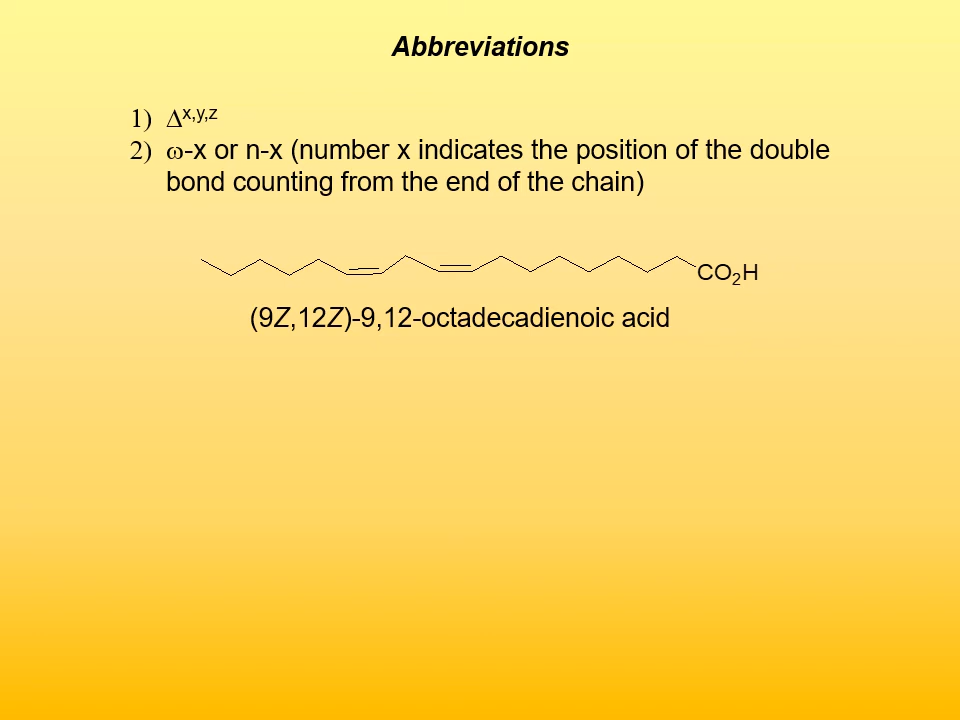 Abbreviations
1) Δx,y,z
2) ω-x or n-x (number x indicates the position of the double
bond counting from the end of the chain)
CO2H
(9Z,12Z)-9,12-octadecadienoic acid